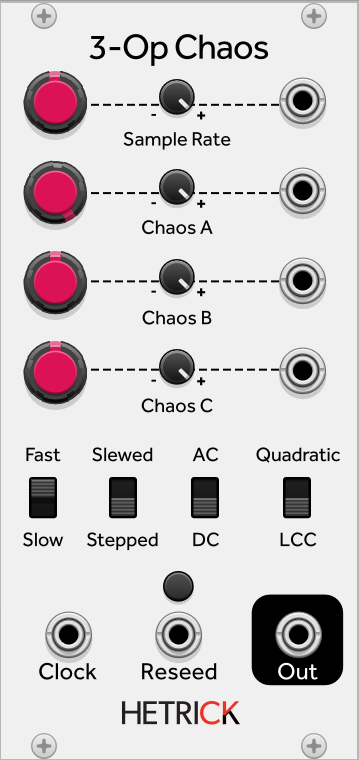 3-Op Chaos
- +
Sample Rate
- +
Chaos A
- +
Chaos B
- +
Chaos C
Fast Slewed AC Quadratic
Slow Stepped DC LCC
Clock Reseed Out
HETRICK